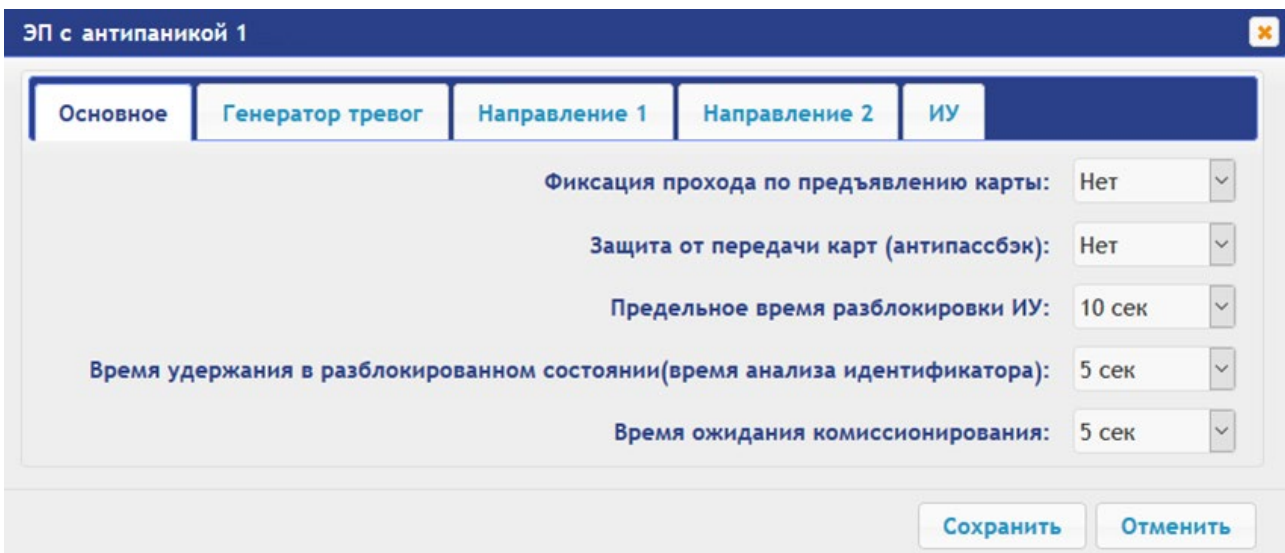 ЭП с антипаникой 1
Основное Генератор тревог Направление 1 Направление 2 ИУ
Фиксация прохода по предъявлению карты: Нет
Защита от передачи карт (антипассбэк): Нет
Предельное время разблокировки ИУ: 10 сек
Время удержания в разблокированном состоянии(время анализа идентификатора): 5 сек
Время ожидания комиссионирования: 5 сек
Сохранить Отменить